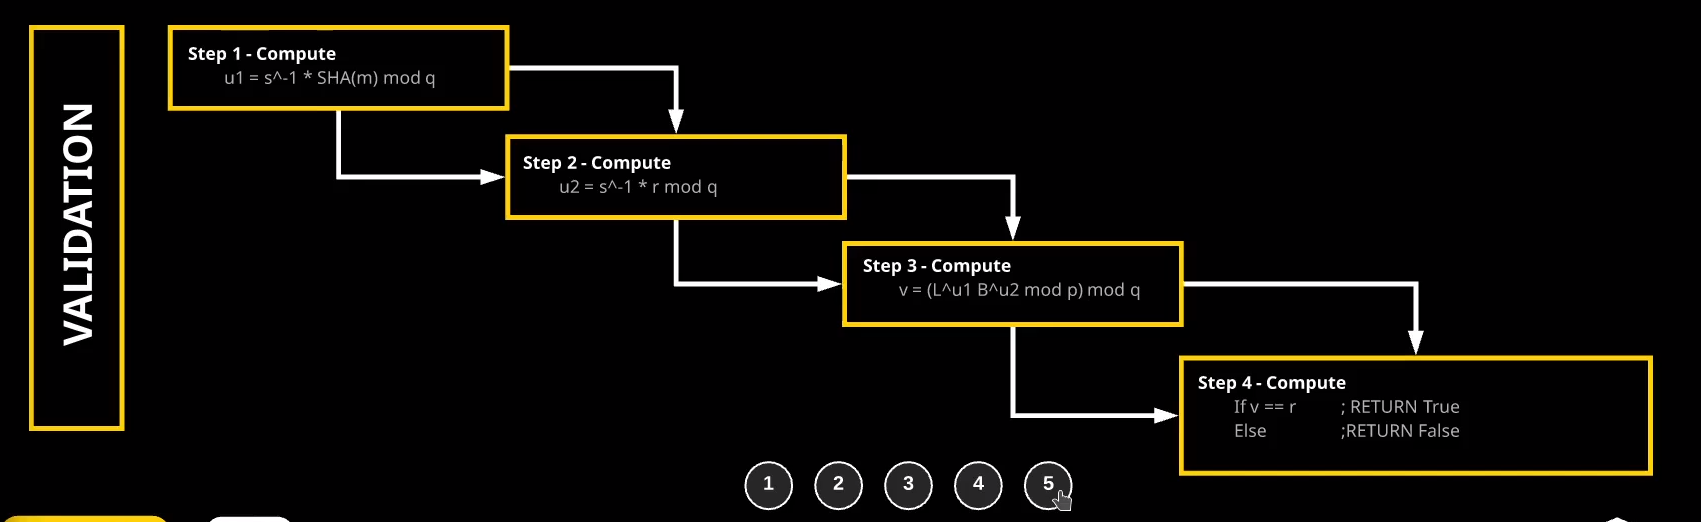 VALIDATION
Step 1 - Compute
u1 = s^-1 * SHA(m) mod q
Step 2 - Compute
u2 = s^-1 * r mod q
Step 3 - Compute
v = (L^u1 B^u2 mod p) mod q
Step 4 - Compute
If v == r ; RETURN True
Else ;RETURN False
1 2 3 4 5